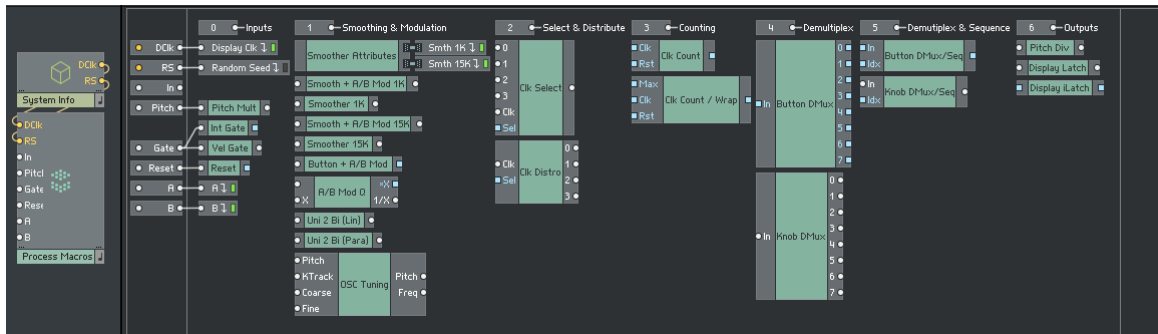 DClk
RS
System Info
DClk
RS
In
Pitcl
Gate
Rese
A
B
Process Macros
DClk
RS
In
Pitch
Gate
Reset
A
B
0 Inputs
Display Clk
Random Seed
Pitch Mult
Int Gate
Vel Gate
Reset
A
B
1 Smoothing & Modulation
Smoother Attributes
Smth 1K
Smth 15K
Smooth + A/B Mod 1K
Smoother 1K
Smooth + A/B Mod 15K
Smoother 15K
Button + A/B Mod
X A/B Mod Q °X
1/X
Uni 2 Bi (Lin)
Uni 2 Bi (Para)
Pitch
KTrack
Coarse
Fine
OSC Tuning
Pitch
Freq
2 Select & Distribute
0
1
2
3
Clk
Sel
Clk Select
Clk
Sel
Clk Distro
0
1
2
3
3 Counting
Clk
Rst
Clk Count
Max
Clk
Rst
Clk Count / Wrap
4 Demultiplex
In
Button DMux
0
1
2
3
4
5
6
7
In
Knob DMux
0
1
2
3
4
5
6
7
5 Demutiplex & Sequence
In
Idx
Button DMux/Seq
In
Idx
Knob DMux/Seq
6 Outputs
Pitch Div
Display Latch
Display iLatch